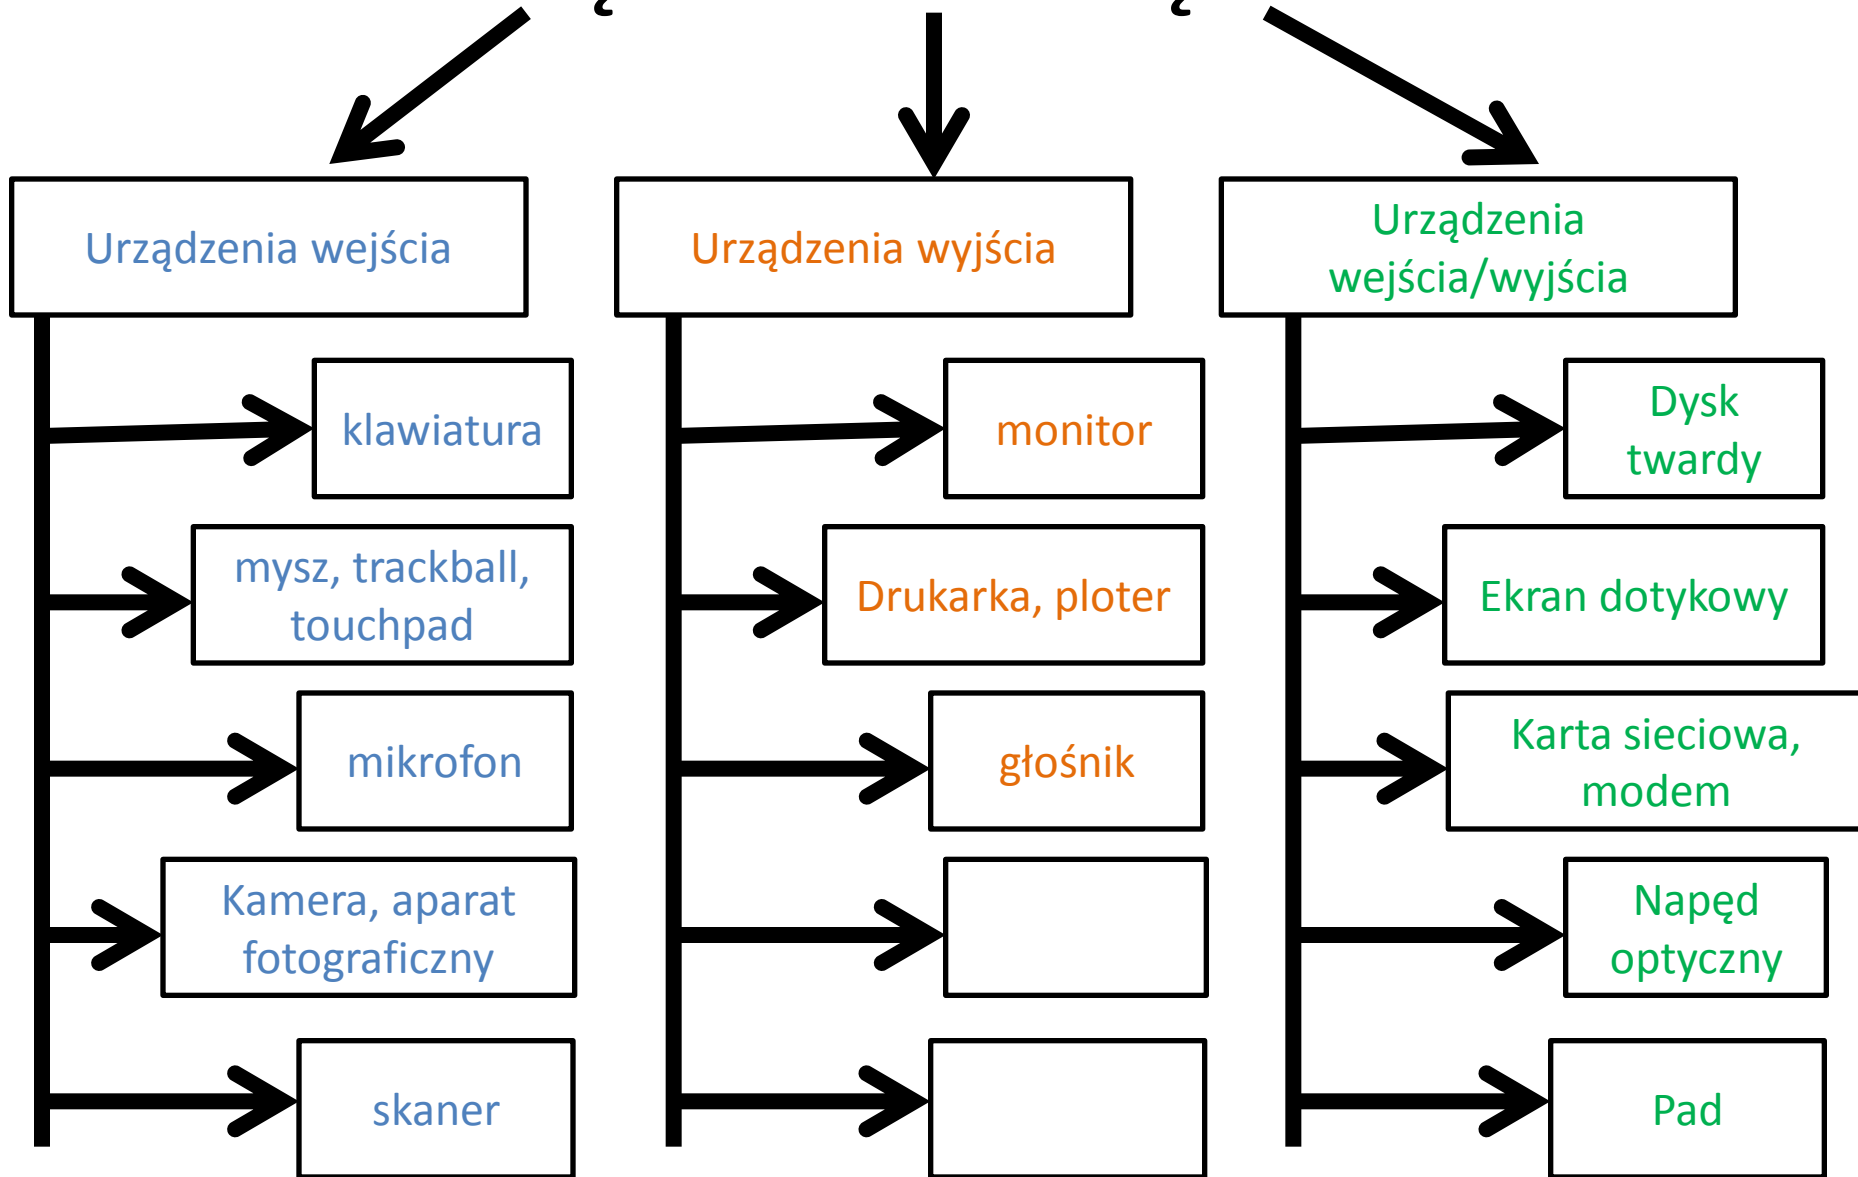 Urządzenia wejścia
klawiatura
mysz, trackball,
touchpad
mikrofon
Kamera, aparat
fotograficzny
skaner
Urządzenia wyjścia
monitor
Drukarka, ploter
głośnik
Urządzenia
wejścia/wyjścia
Dysk
twardy
Ekran dotykowy
Karta sieciowa,
modem
Napęd
optyczny
Pad